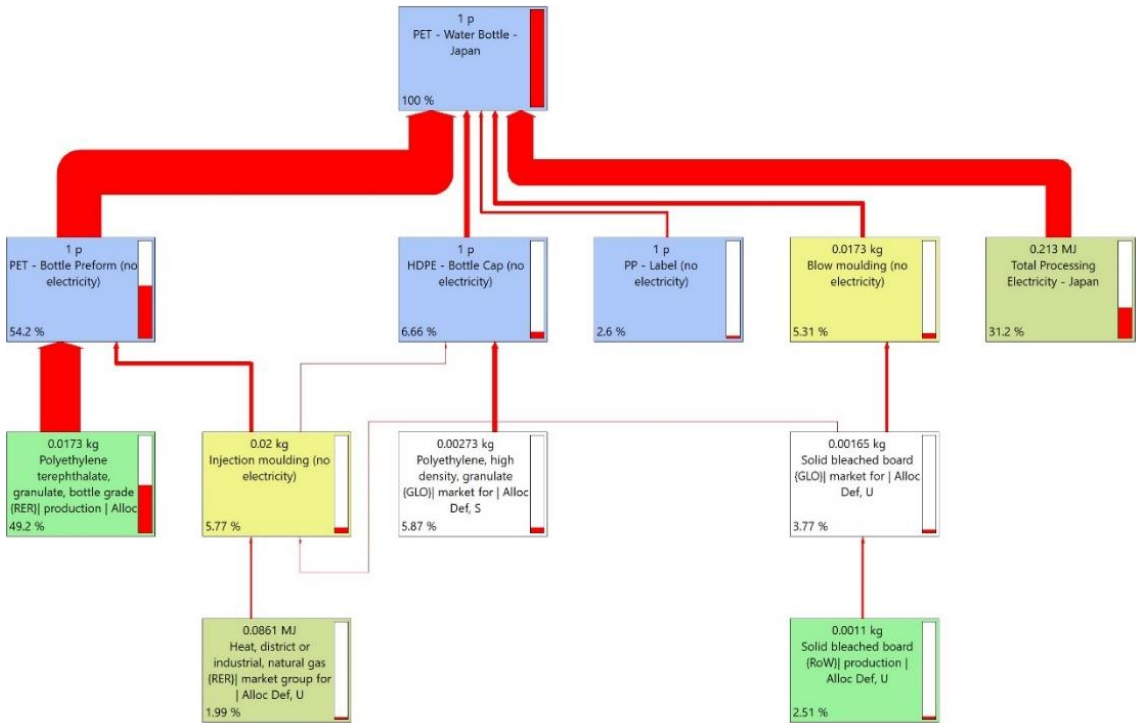 1 p
PET - Water Bottle -
Japan
100 %
1 p
PET - Bottle Preform (no
electricity)
54.2 %
1 p
HDPE - Bottle Cap (no
electricity)
6.66 %
1 p
PP - Label (no
electricity)
2.6 %
0.0173 kg
Blow moulding (no
electricity)
5.31 %
0.213 MJ
Total Processing
Electricity - Japan
31.2 %
0.0173 kg
Polyethylene
terephthalate,
granulate, bottle grade
{RER}| production | Alloc
49.2 %
0.02 kg
Injection moulding (no
electricity)
5.77 %
0.00273 kg
Polyethylene, high
density, granulate
{GLO}| market for | Alloc
Def, S
5.87 %
0.00165 kg
Solid bleached board
{GLO}| market for | Alloc
Def, U
3.77 %
0.0861 MJ
Heat, district or
industrial, natural gas
{RER}| market group for
| Alloc Def, U
1.99 %
0.0011 kg
Solid bleached board
{RoW}| production |
Alloc Def, U
2.51 %